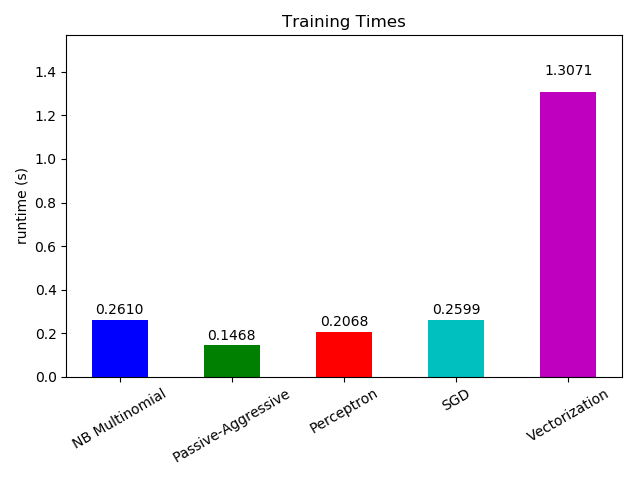 Training Times
runtime (s)
1.4
1.2
1.0
0.8
0.6
0.4
0.2
0.0
0.2610
0.1468
0.2068
0.2599
1.3071
NB Multinomial
Passive-Aggressive
Perceptron
SGD
Vectorization